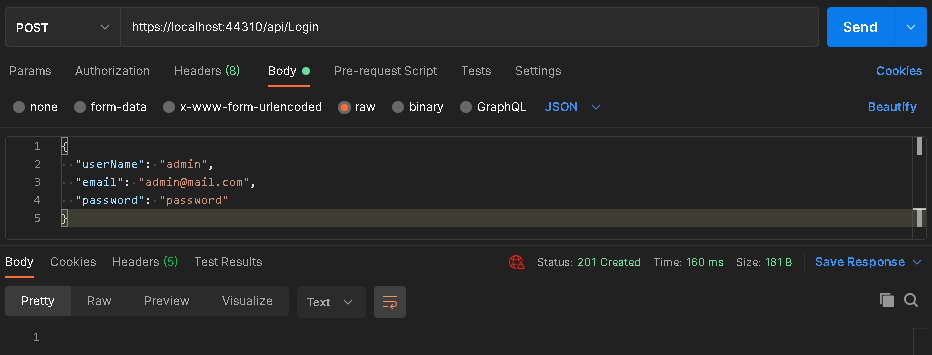 POST https://localhost:44310/api/Login Send
Params Authorization Headers (8) Body Pre-request Script Tests Settings Cookies
none form-data x-www-form-urlencoded raw binary GraphQL JSON Beautify
1 {
2 "userName": "admin",
3 "email": "admin@mail.com",
4 "password": "password"
5 }
Body Cookies Headers (5) Test Results Status: 201 Created Time: 160 ms Size: 181 B Save Response
Pretty Raw Preview Visualize Text
1